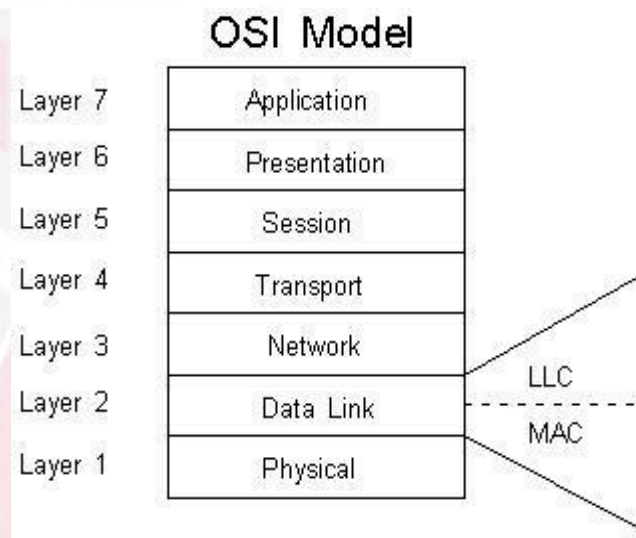 OSI Model
Layer 7 Application
Layer 6 Presentation
Layer 5 Session
Layer 4 Transport
Layer 3 Network
LLC
Layer 2 Data Link
MAC
Layer 1 Physical